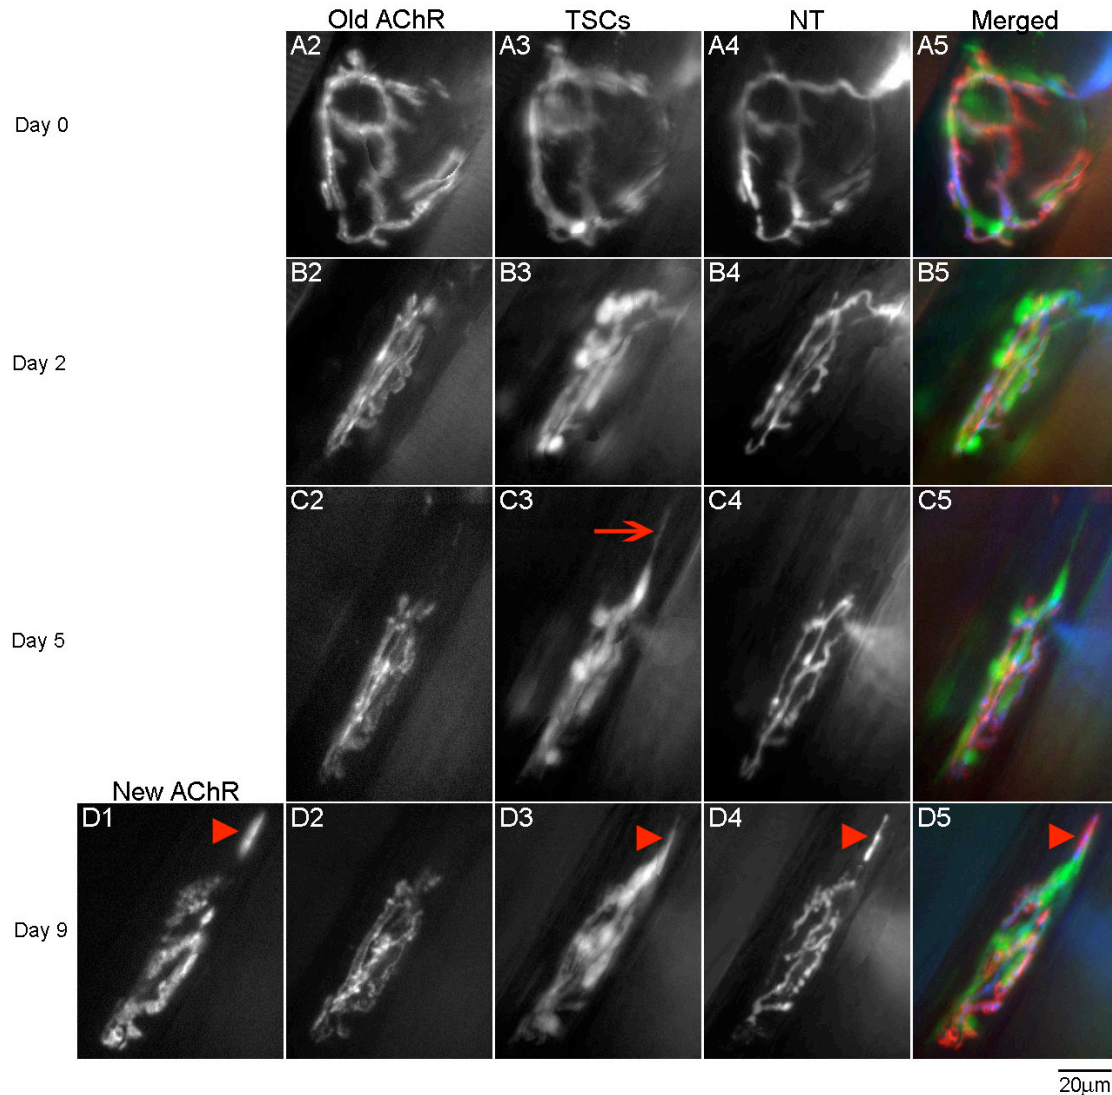 Old AChR TSCs NT Merged
Day 0 A2 A3 A4 A5
Day 2 B2 B3 B4 B5
Day 5 C2 C3 C4 C5
New AChR
Day 9 D1 D2 D3 D4 D5
20μm